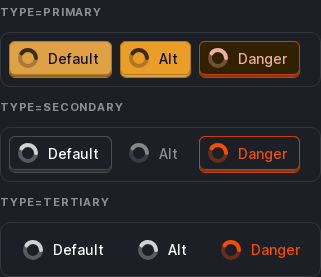 TYPE=PRIMARY
Default Alt Danger
TYPE=SECONDARY
Default Alt Danger
TYPE=TERTIARY
Default Alt Danger